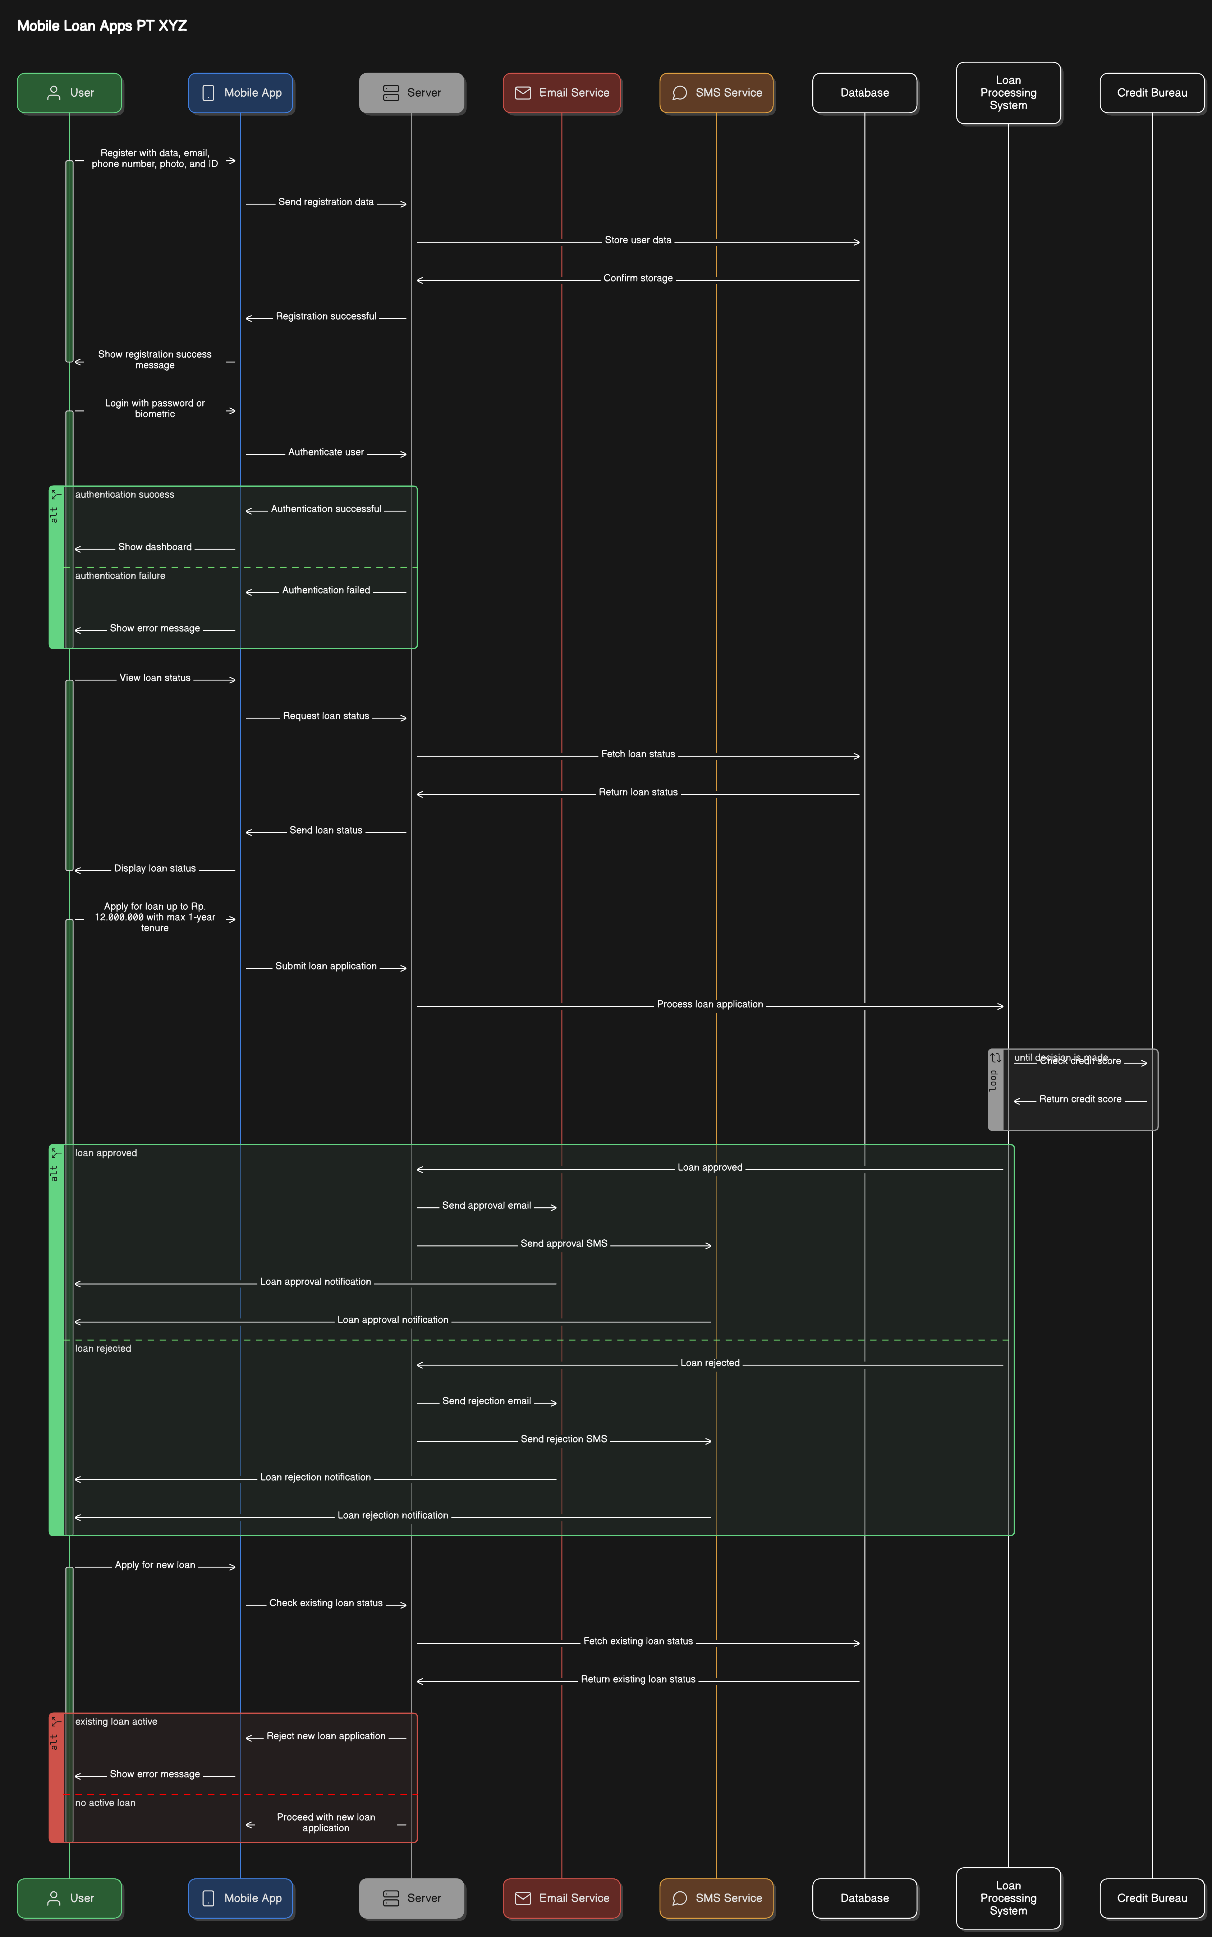 Mobile Loan Apps PT XYZ
User
Mobile App
Server
Email Service
SMS Service
Database
Loan
Processing
System
Credit Bureau
Register with data, email,
phone number, photo, and ID
Send registration data
Store user data
Confirm storage
Registration successful
Show registration success
message
Login with password or
biometric
Authenticate user
alt
authentication success
Authentication successful
Show dashboard
authentication failure
Authentication failed
Show error message
View loan status
Request loan status
Fetch loan status
Return loan status
Send loan status
Display loan status
Apply for loan up to Rp.
12.000.000 with max 1-year
tenure
Submit loan application
Process loan application
loop
until decision is made
Check credit score
Return credit score
alt
loan approved
Loan approved
Send approval email
Send approval SMS
Loan approval notification
Loan approval notification
loan rejected
Loan rejected
Send rejection email
Send rejection SMS
Loan rejection notification
Loan rejection notification
Apply for new loan
Check existing loan status
Fetch existing loan status
Return existing loan status
alt
existing loan active
Reject new loan application
Show error message
no active loan
Proceed with new loan
application
User
Mobile App
Server
Email Service
SMS Service
Database
Loan
Processing
System
Credit Bureau